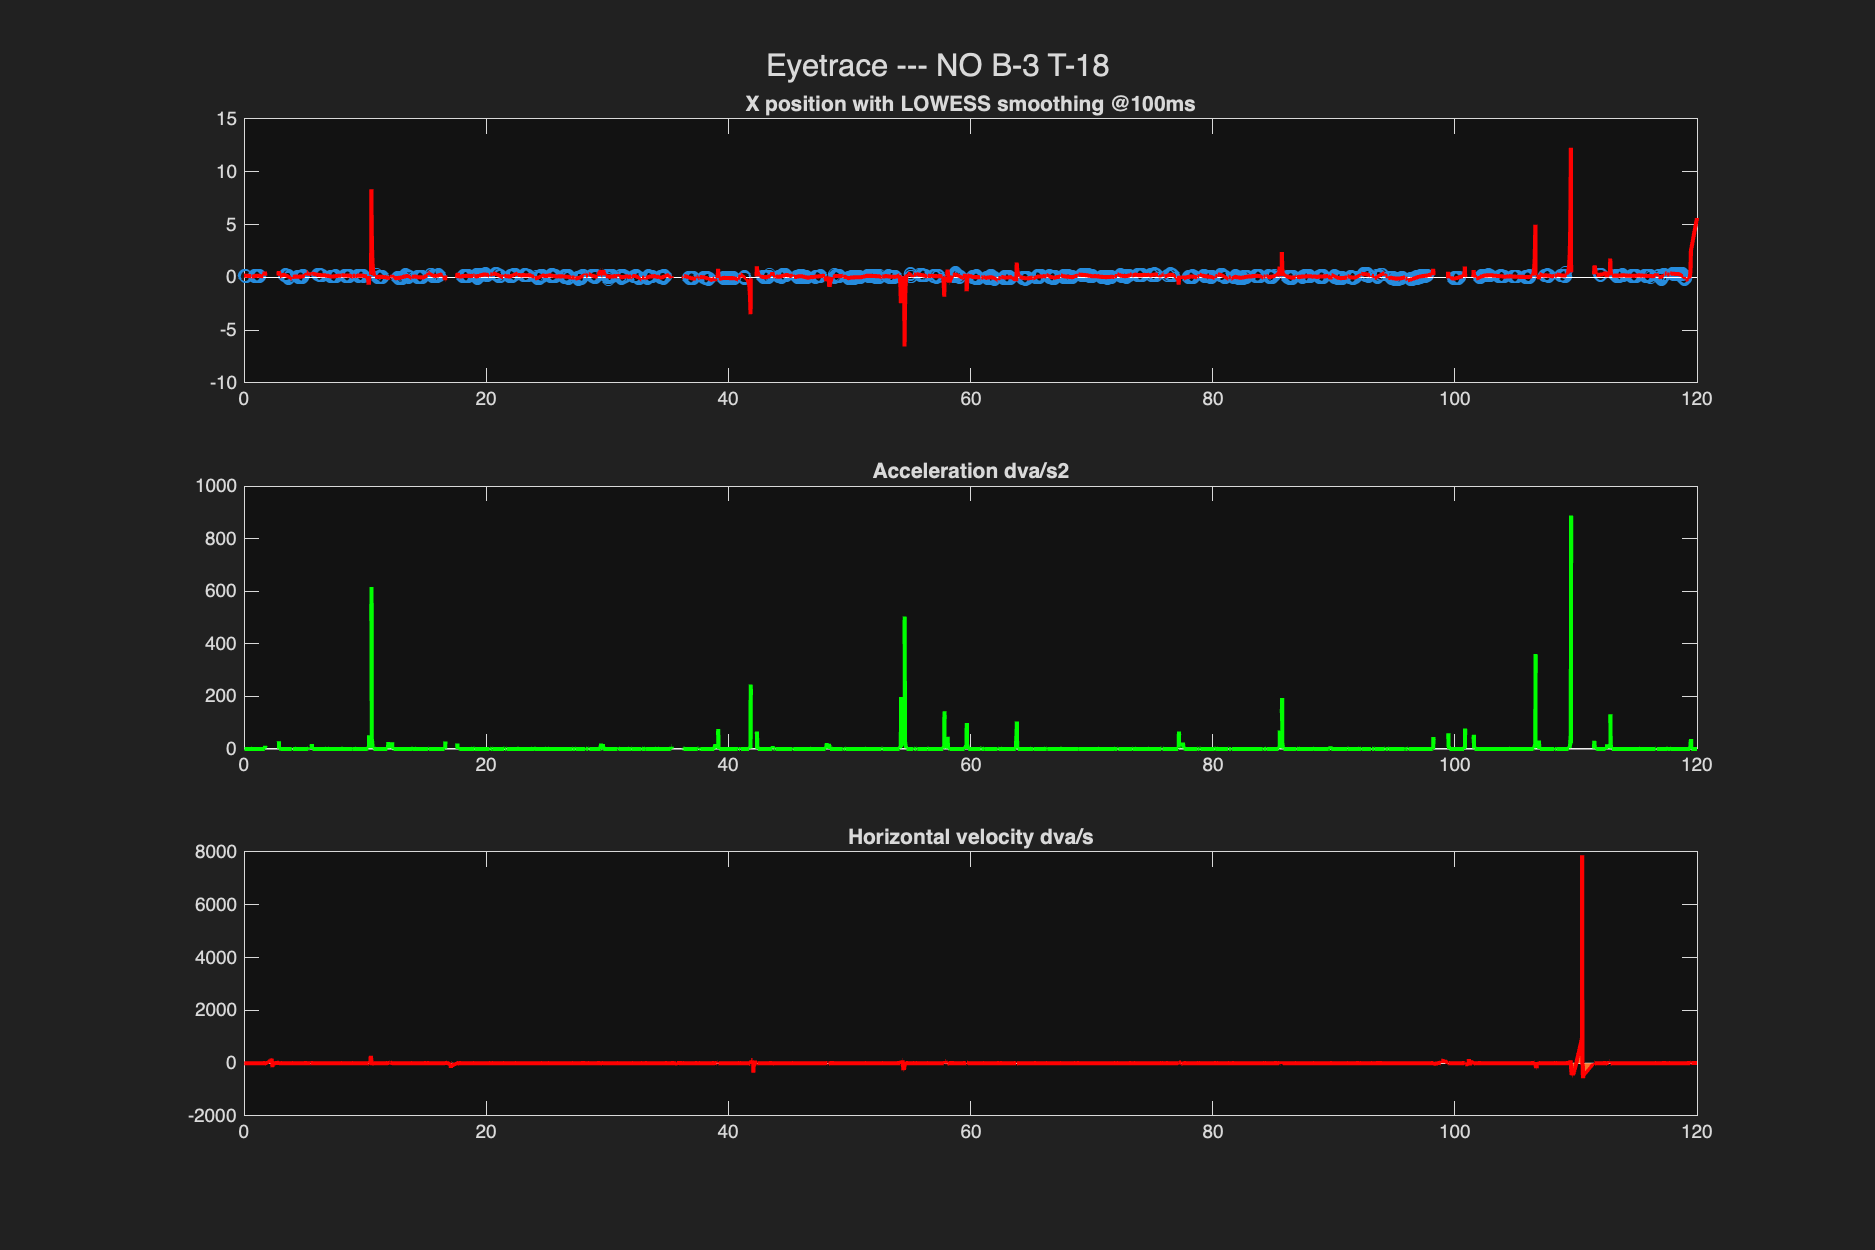 Eyetrace --- NO B-3 T-18
X position with LOWESS smoothing @100ms
15
10
5
0
-5
-10
0 20 40 60 80 100 120
Acceleration dva/s2
1000
800
600
400
200
0
0 20 40 60 80 100 120
Horizontal velocity dva/s
8000
6000
4000
2000
0
-2000
0 20 40 60 80 100 120